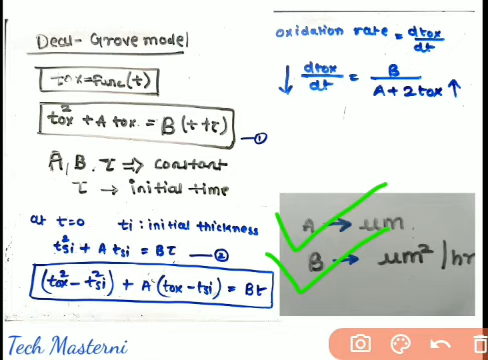 Deal-Grove model
tox = func(t)
tox² + A tox = B(t+τ) —①
A, B, τ => constant
τ → initial time
at t=0 ti : initial thickness
tsi² + A tsi = Bτ —②
(tox² - tsi²) + A (tox - tsi) = Bt
oxidation rate = dtox/dt
↓ dtox/dt = B/(A+2tox) ↑
A → um
B → um²/hr
Tech Masterni